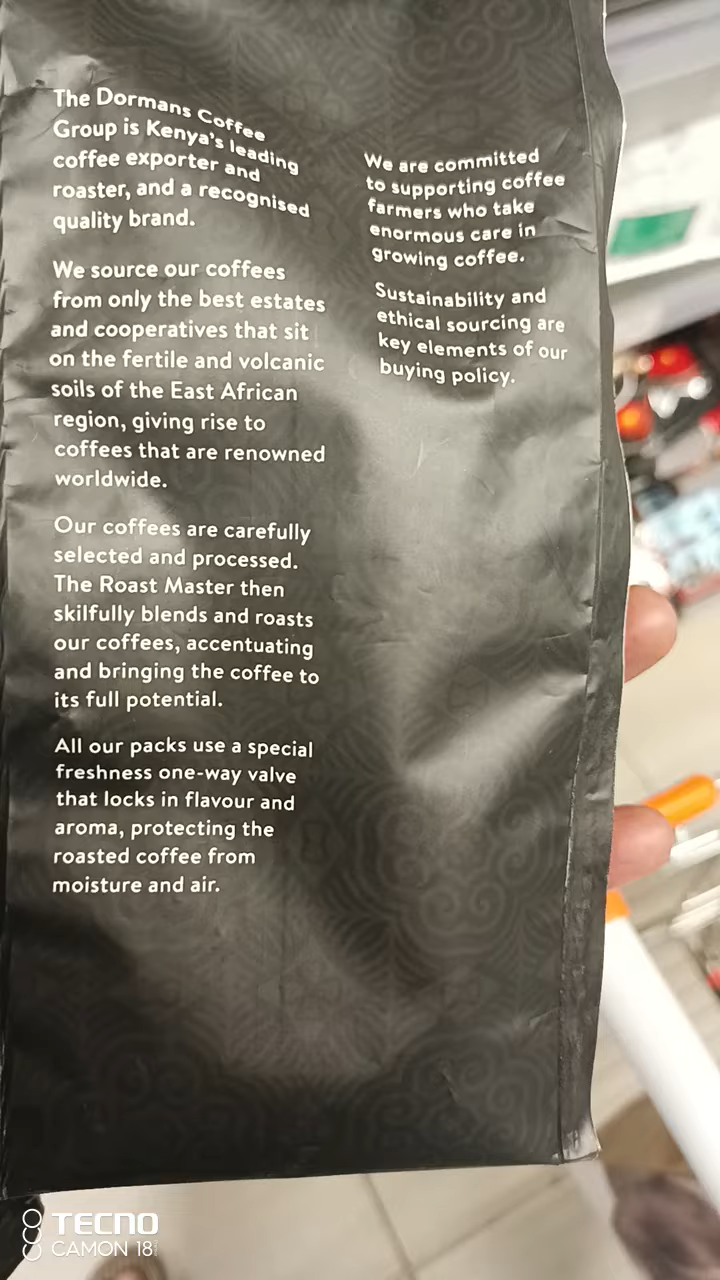 The Dormans Coffee
Group is Kenya's leading
coffee exporter and
roaster, and a recognised
quality brand.
We source our coffees
from only the best estates
and cooperatives that sit
on the fertile and volcanic
soils of the East African
region, giving rise to
coffees that are renowned
worldwide.
Our coffees are carefully
selected and processed.
The Roast Master then
skilfully blends and roasts
our coffees, accentuating
and bringing the coffee to
its full potential.
All our packs use a special
freshness one-way valve
that locks in flavour and
aroma, protecting the
roasted coffee from
moisture and air.
We are committed
to supporting coffee
farmers who take
enormous care in
growing coffee.
Sustainability and
ethical sourcing are
key elements of our
buying policy.
TECNO
CAMON 18